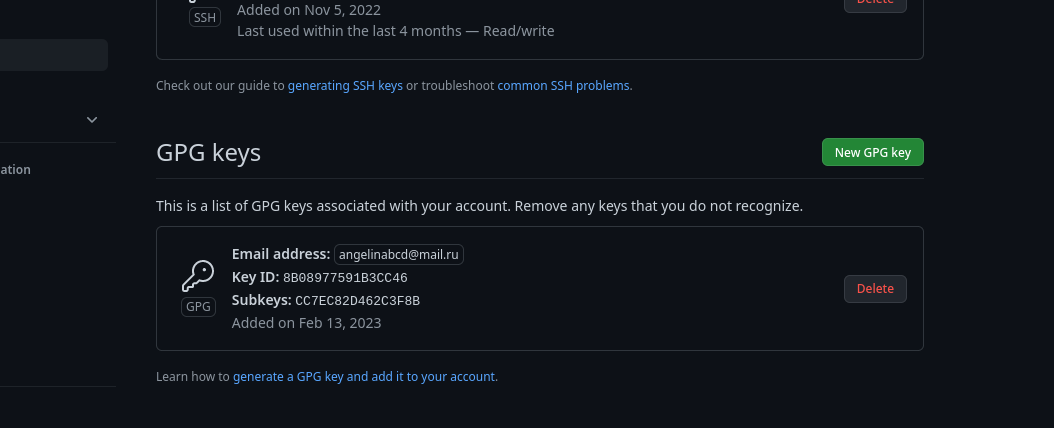 SSH
Added on Nov 5, 2022
Last used within the last 4 months — Read/write
Delete
Check out our guide to generating SSH keys or troubleshoot common SSH problems.
ation
GPG keys
New GPG key
This is a list of GPG keys associated with your account. Remove any keys that you do not recognize.
GPG
Email address: angelinabcd@mail.ru
Key ID: 8B08977591B3CC46
Subkeys: CC7EC82D462C3F8B
Added on Feb 13, 2023
Delete
Learn how to generate a GPG key and add it to your account.